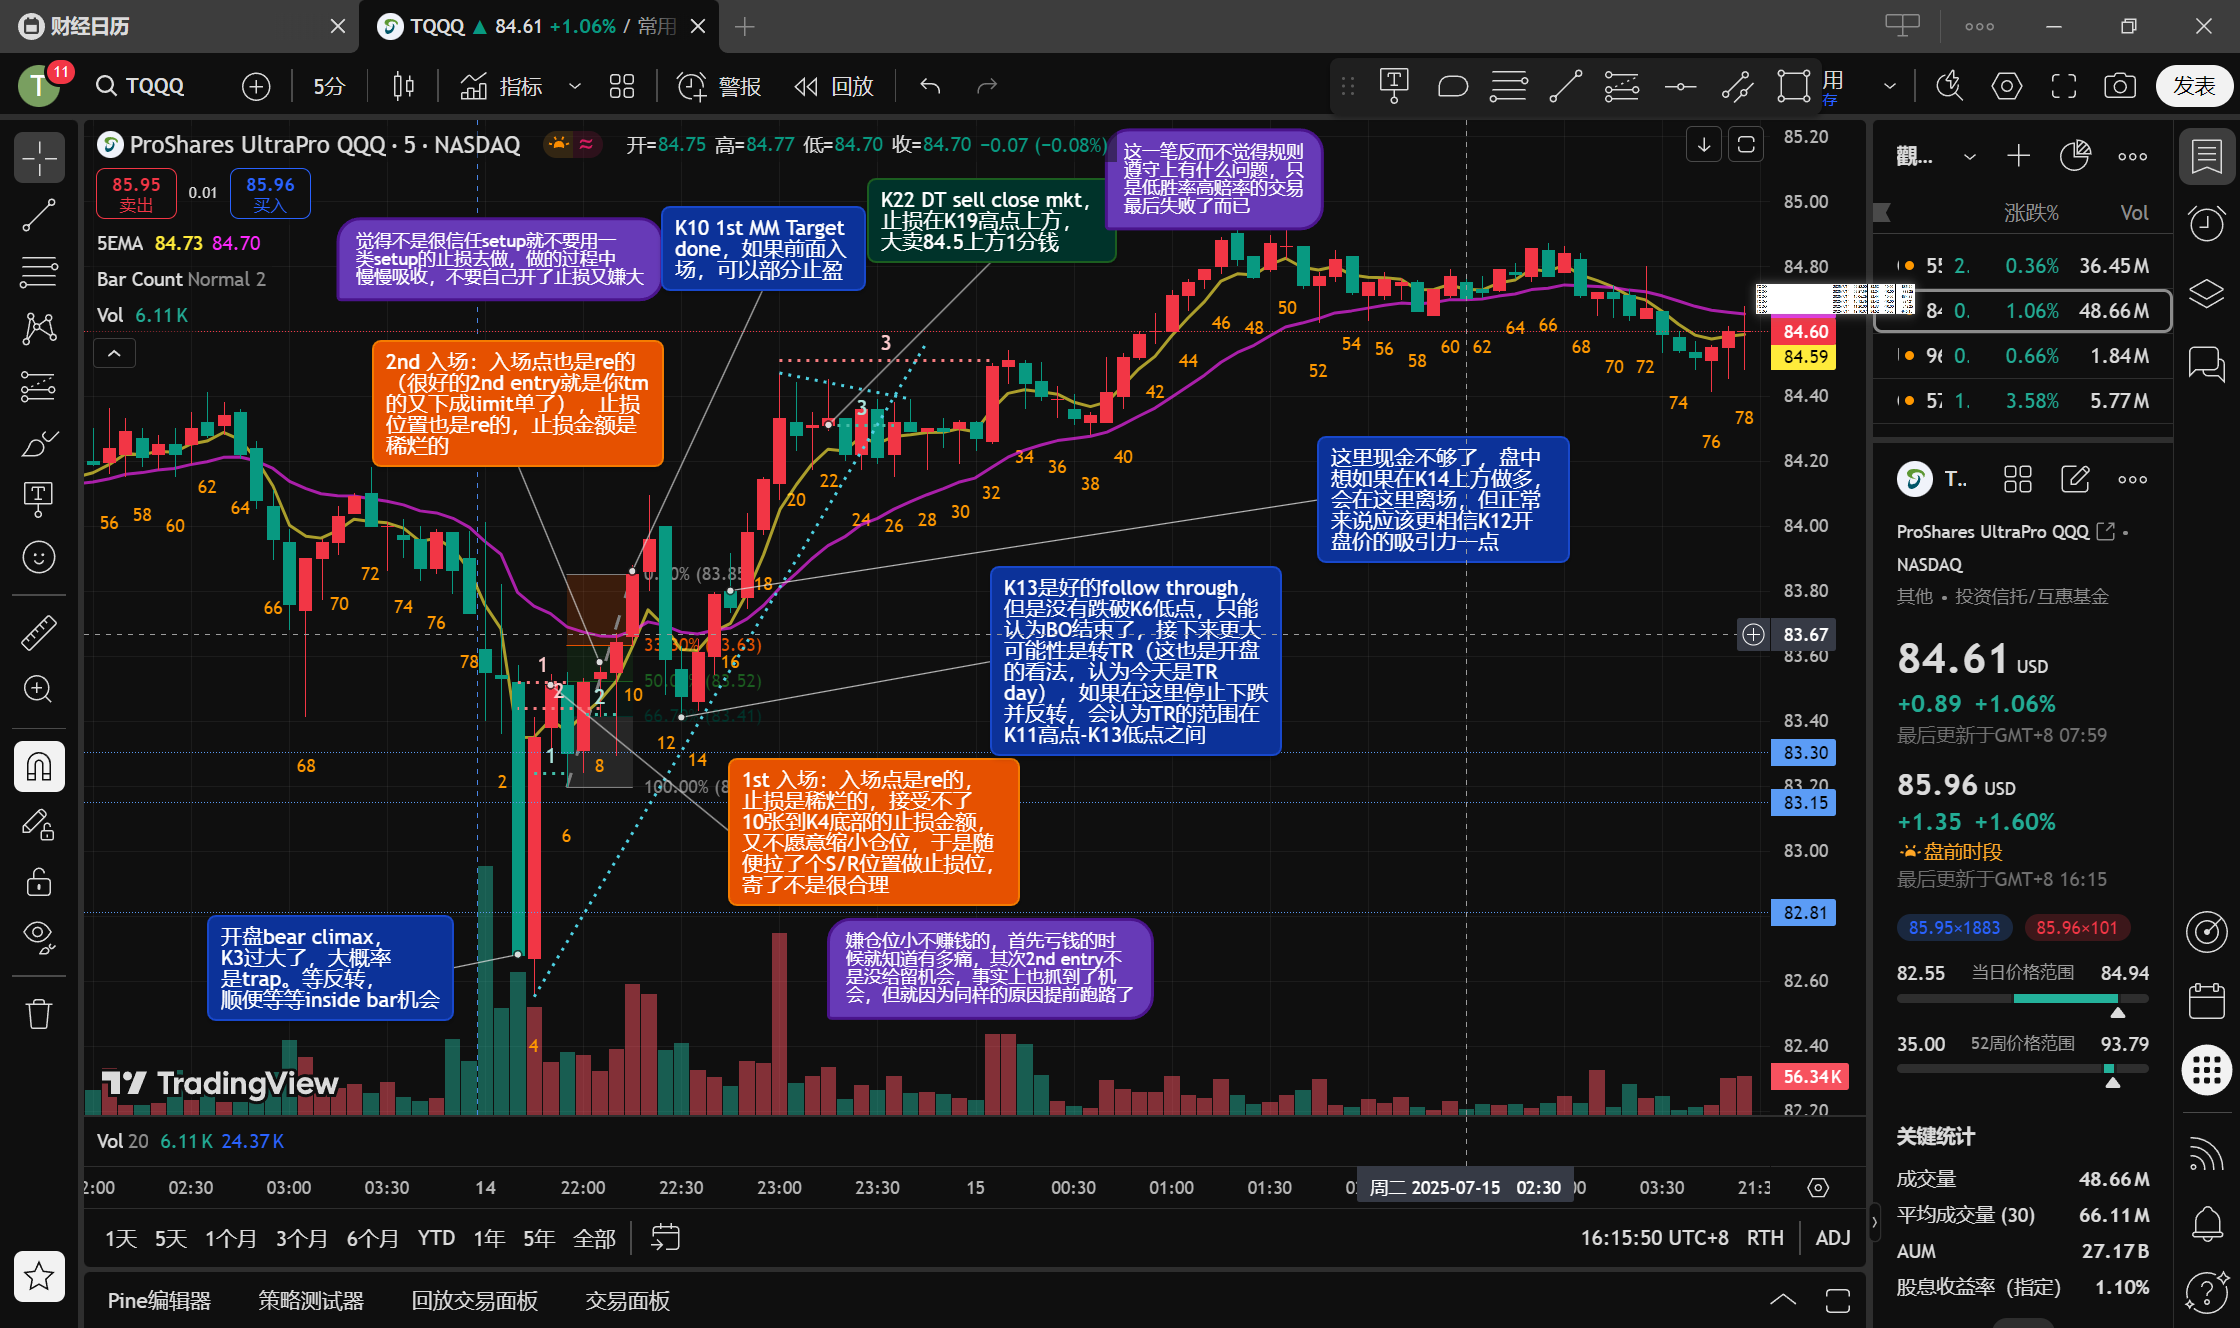 财经日历
TQQQ ▲ 84.61 +1.06% / 常用
T
11
TQQQ
5分
指标
警报
回放
用
存
发表
ProShares UltraPro QQQ · 5 · NASDAQ
开=84.75 高=84.77 低=84.70 收=84.70 −0.07 (−0.08%)
85.95
卖出
0.01
85.96
买入
5EMA 84.73 84.70
Bar Count Normal 2
Vol 6.11 K
觉得不是很信任setup就不要用一
类setup的止损去做，做的过程中
慢慢吸收，不要自己开了止损又嫌大
K10 1st MM Target
done，如果前面入
场，可以部分止盈
K22 DT sell close mkt，
止损在K19高点上方，
大卖84.5上方1分钱
这一笔反而不觉得规则
遵守上有什么问题，只
是低胜率高赔率的交易
最后失败了而已
2nd 入场：入场点也是re的
（很好的2nd entry就是你tm
的又下成limit单了），止损
位置也是re的，止损金额是
稀烂的
这里现金不够了，盘中
想如果在K14上方做多，
会在这里离场，但正常
来说应该更相信K12开
盘价的吸引力一点
K13是好的follow through，
但是没有跌破K6低点，只能
认为BO结束了，接下来更大
可能性是转TR（这也是开盘
的看法，认为今天是TR
day），如果在这里停止下跌
并反转，会认为TR的范围在
K11高点-K13低点之间
1st 入场：入场点是re的，
止损是稀烂的，接受不了
10张到K4底部的止损金额，
又不愿意缩小仓位，于是随
便拉了个S/R位置做止损位，
寄了不是很合理
开盘bear climax，
K3过大了，大概率
是trap。等反转，
顺便等等inside bar机会
嫌仓位小不赚钱的，首先亏钱的时
候就知道有多痛，其次2nd entry不
是没给留机会，事实上也抓到了机
会，但就因为同样的原因提前跑路了
56 58 60 62 64 66 68 70 72 74 76 78
2 4 6 8 10 12 14 16 18 20 22 24 26 28 30 32 34 36 38 40 42 44 46 48 50 52 54 56 58 60 62 64 66 68 70 72 74 76 78
1 2 1 2 3 3
50.00% (83.52)
85.20
85.00
84.80
84.60
84.59
84.40
84.20
84.00
83.80
83.67
83.60
83.40
83.30
83.20
83.15
83.00
82.81
82.60
82.40
56.34 K
82.20
TradingView
Vol 20 6.11 K 24.37 K
02:30 03:00 03:30 14 22:00 22:30 23:00 23:30 15 00:30 01:00 01:30 周二 2025-07-15 02:30 03:30
1天 5天 1个月 3个月 6个月 YTD 1年 5年 全部
16:15:50 UTC+8 RTH ADJ
Pine编辑器 策略测试器 回放交易面板 交易面板
觀...
涨跌% Vol
0.36% 36.45 M
1.06% 48.66 M
0.66% 1.84 M
3.58% 5.77 M
T..
ProShares UltraPro QQQ •
NASDAQ
其他 • 投资信托/互惠基金
84.61 USD
+0.89 +1.06%
最后更新于GMT+8 07:59
85.96 USD
+1.35 +1.60%
盘前时段
最后更新于GMT+8 16:15
85.95×1883 85.96×101
82.55 当日价格范围 84.94
35.00 52周价格范围 93.79
关键统计
成交量 48.66 M
平均成交量 (30) 66.11 M
AUM 27.17 B
股息收益率（指定） 1.10%